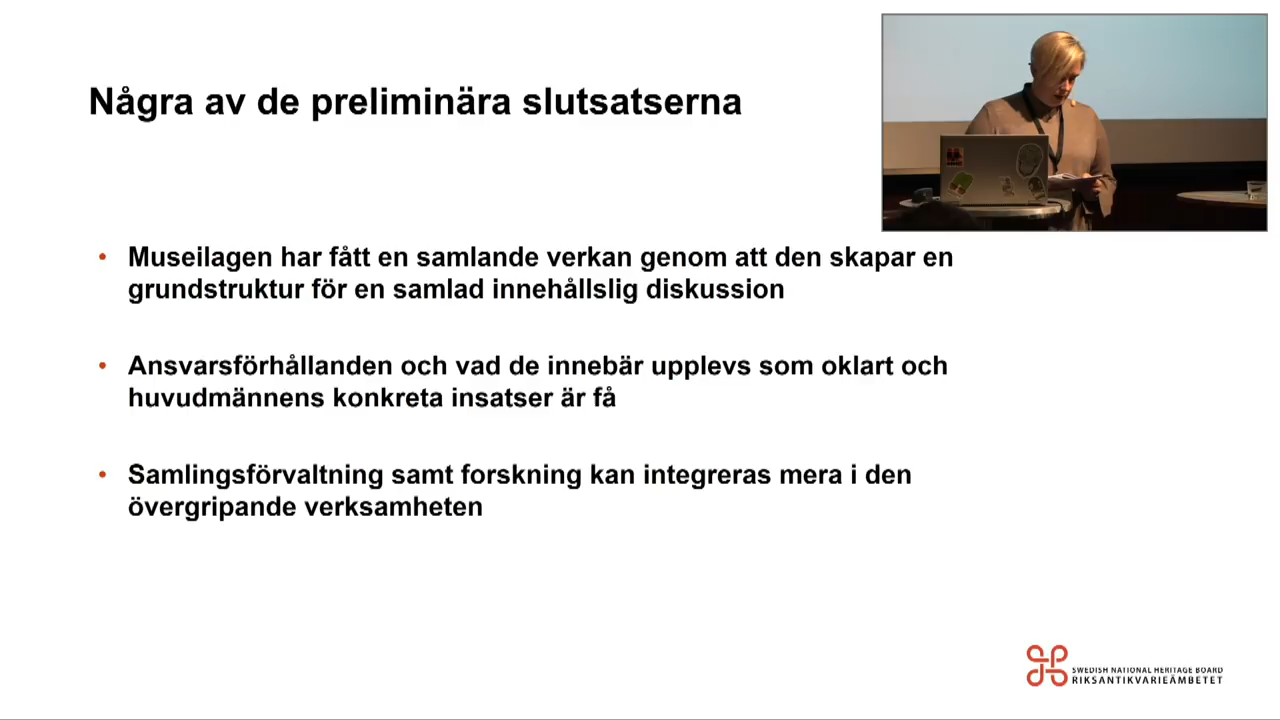 Några av de preliminära slutsatserna
• Museilagen har fått en samlande verkan genom att den skapar en
grundstruktur för en samlad innehållslig diskussion
• Ansvarsförhållanden och vad de innebär upplevs som oklart och
huvudmännens konkreta insatser är få
• Samlingsförvaltning samt forskning kan integreras mera i den
övergripande verksamheten
SWEDISH NATIONAL HERITAGE BOARD
RIKSANTIKVARIEÄMBETET